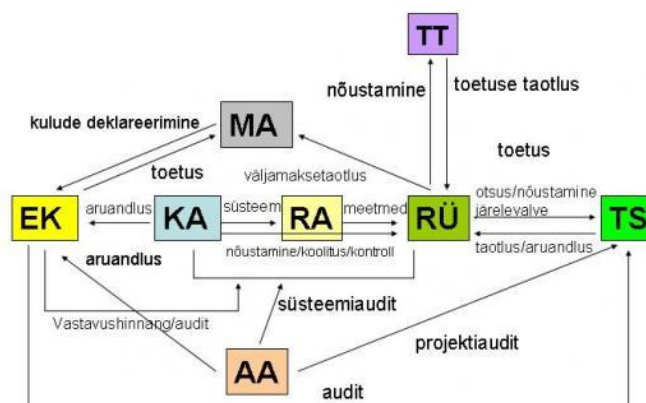 TT
nõustamine
toetuse taotlus
kulude deklareerimine
MA
toetus
toetus
väljamaksetaotlus
EK
aruandlus
KA
süsteem
RA
meetmed
RÜ
otsus/nõustamine
järelevalve
TS
aruandlus
nõustamine/koolitus/kontroll
taotlus/aruandlus
süsteemiaudit
Vastavushinnang/audit
projektiaudit
AA
audit